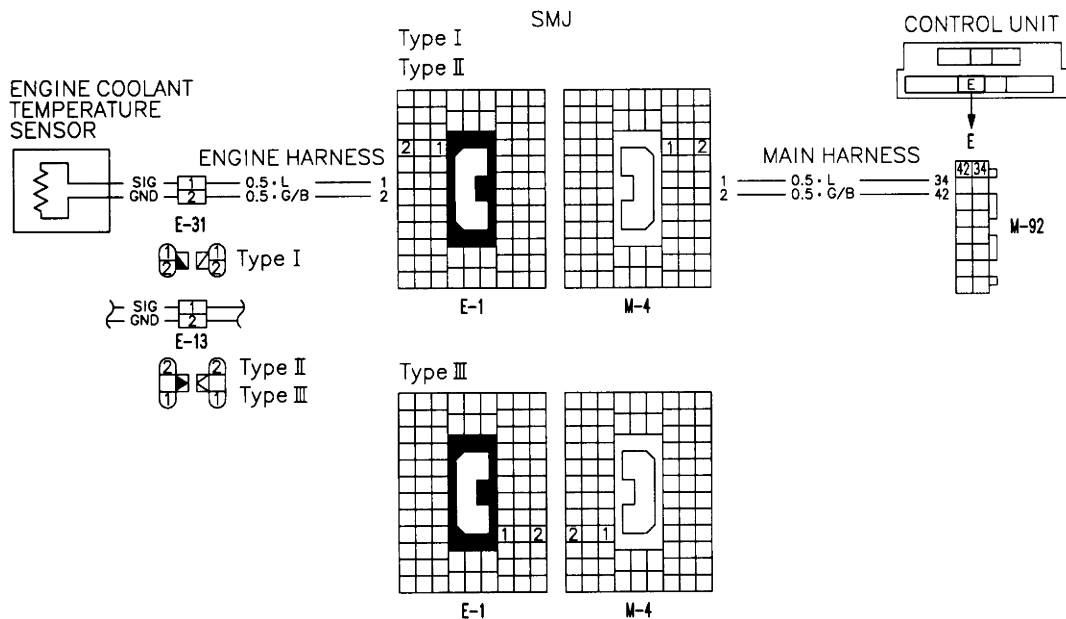 SMJ
CONTROL UNIT
Type I
Type II
E
E
ENGINE COOLANT
TEMPERATURE
SENSOR
ENGINE HARNESS
MAIN HARNESS
2 1
1 2
42 34
SIG 1 0.5 · L 1
GND 2 0.5 · G/B 2
1 0.5 · L 34
2 0.5 · G/B 42
M-92
E-31
1 2
1 2
Type I
E-1
M-4
SIG 1
GND 2
E-13
2 1
2 1
Type II
Type III
Type III
1 2
2 1
E-1
M-4